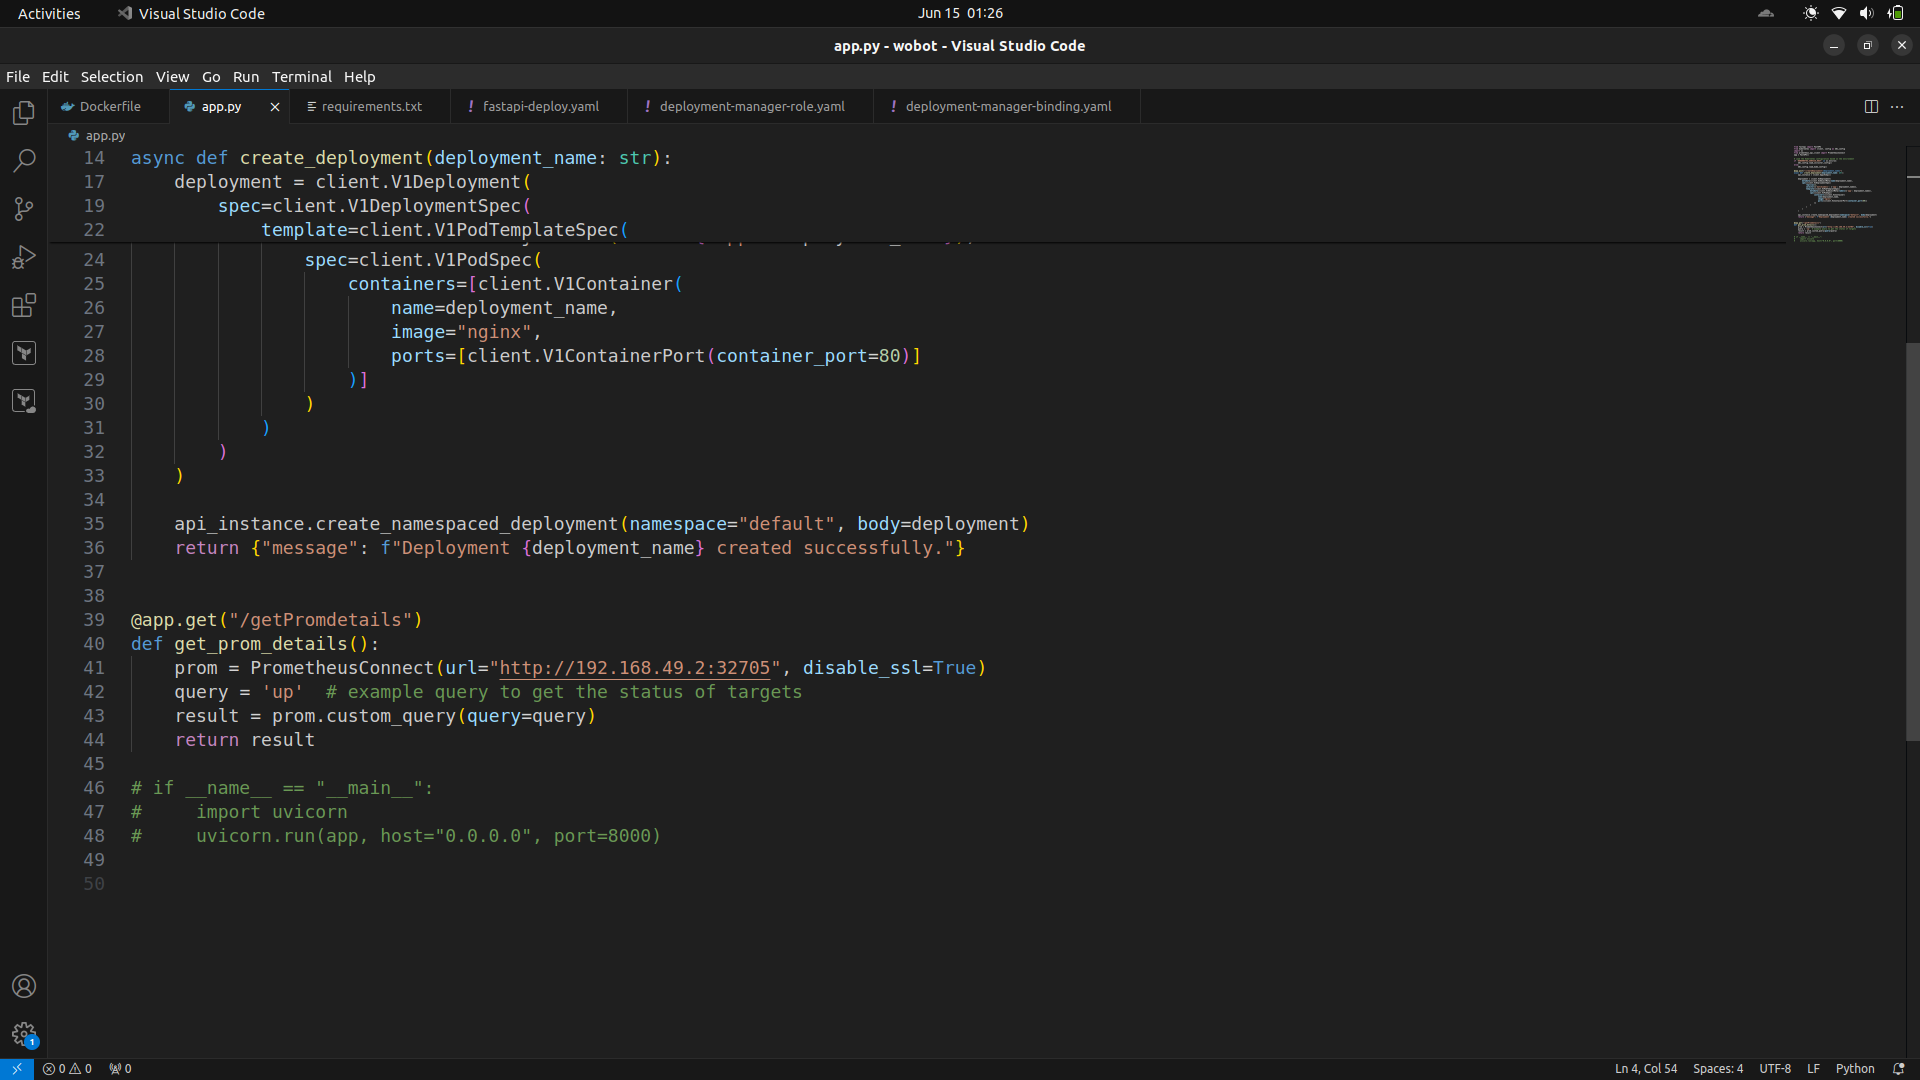 Activities Visual Studio Code Jun 15 01:26
app.py - wobot - Visual Studio Code
File Edit Selection View Go Run Terminal Help
Dockerfile app.py requirements.txt ! fastapi-deploy.yaml ! deployment-manager-role.yaml ! deployment-manager-binding.yaml
app.py
14 async def create_deployment(deployment_name: str):
17     deployment = client.V1Deployment(
19         spec=client.V1DeploymentSpec(
22             template=client.V1PodTemplateSpec(
24                 spec=client.V1PodSpec(
25                     containers=[client.V1Container(
26                         name=deployment_name,
27                         image="nginx",
28                         ports=[client.V1ContainerPort(container_port=80)]
29                     )]
30                 )
31             )
32         )
33     )
34
35     api_instance.create_namespaced_deployment(namespace="default", body=deployment)
36     return {"message": f"Deployment {deployment_name} created successfully."}
37
38
39 @app.get("/getPromdetails")
40 def get_prom_details():
41     prom = PrometheusConnect(url="http://192.168.49.2:32705", disable_ssl=True)
42     query = 'up'  # example query to get the status of targets
43     result = prom.custom_query(query=query)
44     return result
45
46 # if __name__ == "__main__":
47 #     import uvicorn
48 #     uvicorn.run(app, host="0.0.0.0", port=8000)
49
50
1
0 0 0 Ln 4, Col 54 Spaces: 4 UTF-8 LF Python